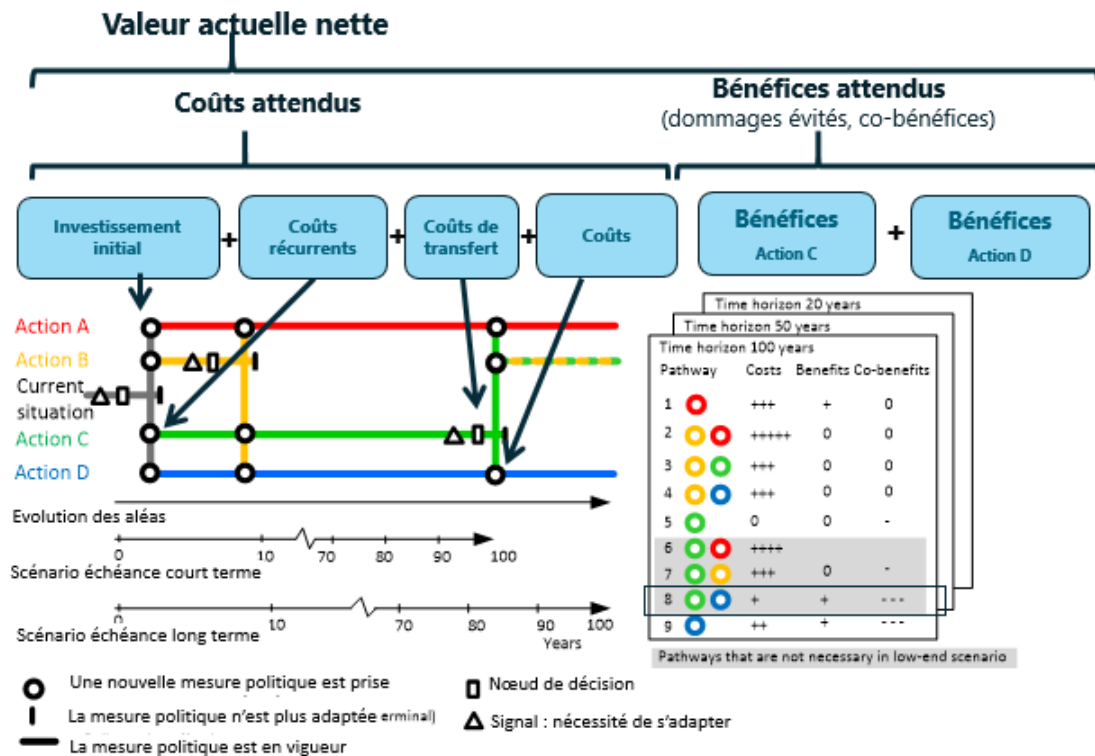 Valeur actuelle nette
Coûts attendus
Bénéfices attendus
(dommages évités, co-bénéfices)
Investissement
initial
+
Coûts
récurrents
+
Coûts de
transfert
+
Coûts
Bénéfices
Action C
+
Bénéfices
Action D
Action A
Action B
Current
situation
Action C
Action D
Evolution des aléas
0 10 70 80 90 100
Scénario échéance court terme
0 10 70 80 90 100
Scénario échéance long terme
Years
Time horizon 20 years
Time horizon 50 years
Time horizon 100 years
Pathway Costs Benefits Co-benefits
1 +++ + 0
2 +++++ 0 0
3 +++ 0 0
4 +++ 0 0
5 0 0 -
6 ++++
7 +++ 0 -
8 + + ---
9 ++ + ---
Pathways that are not necessary in low-end scenario
Une nouvelle mesure politique est prise
La mesure politique n'est plus adaptée erminal)
La mesure politique est en vigueur
Nœud de décision
Signal : nécessité de s'adapter